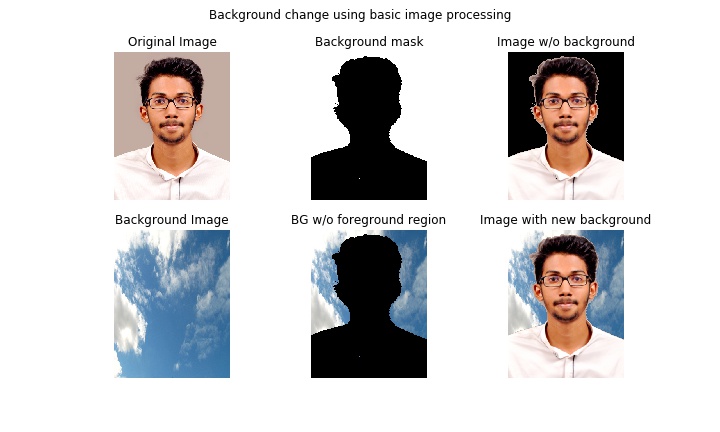 Background change using basic image processing
Original Image
Background mask
Image w/o background
Background Image
BG w/o foreground region
Image with new background